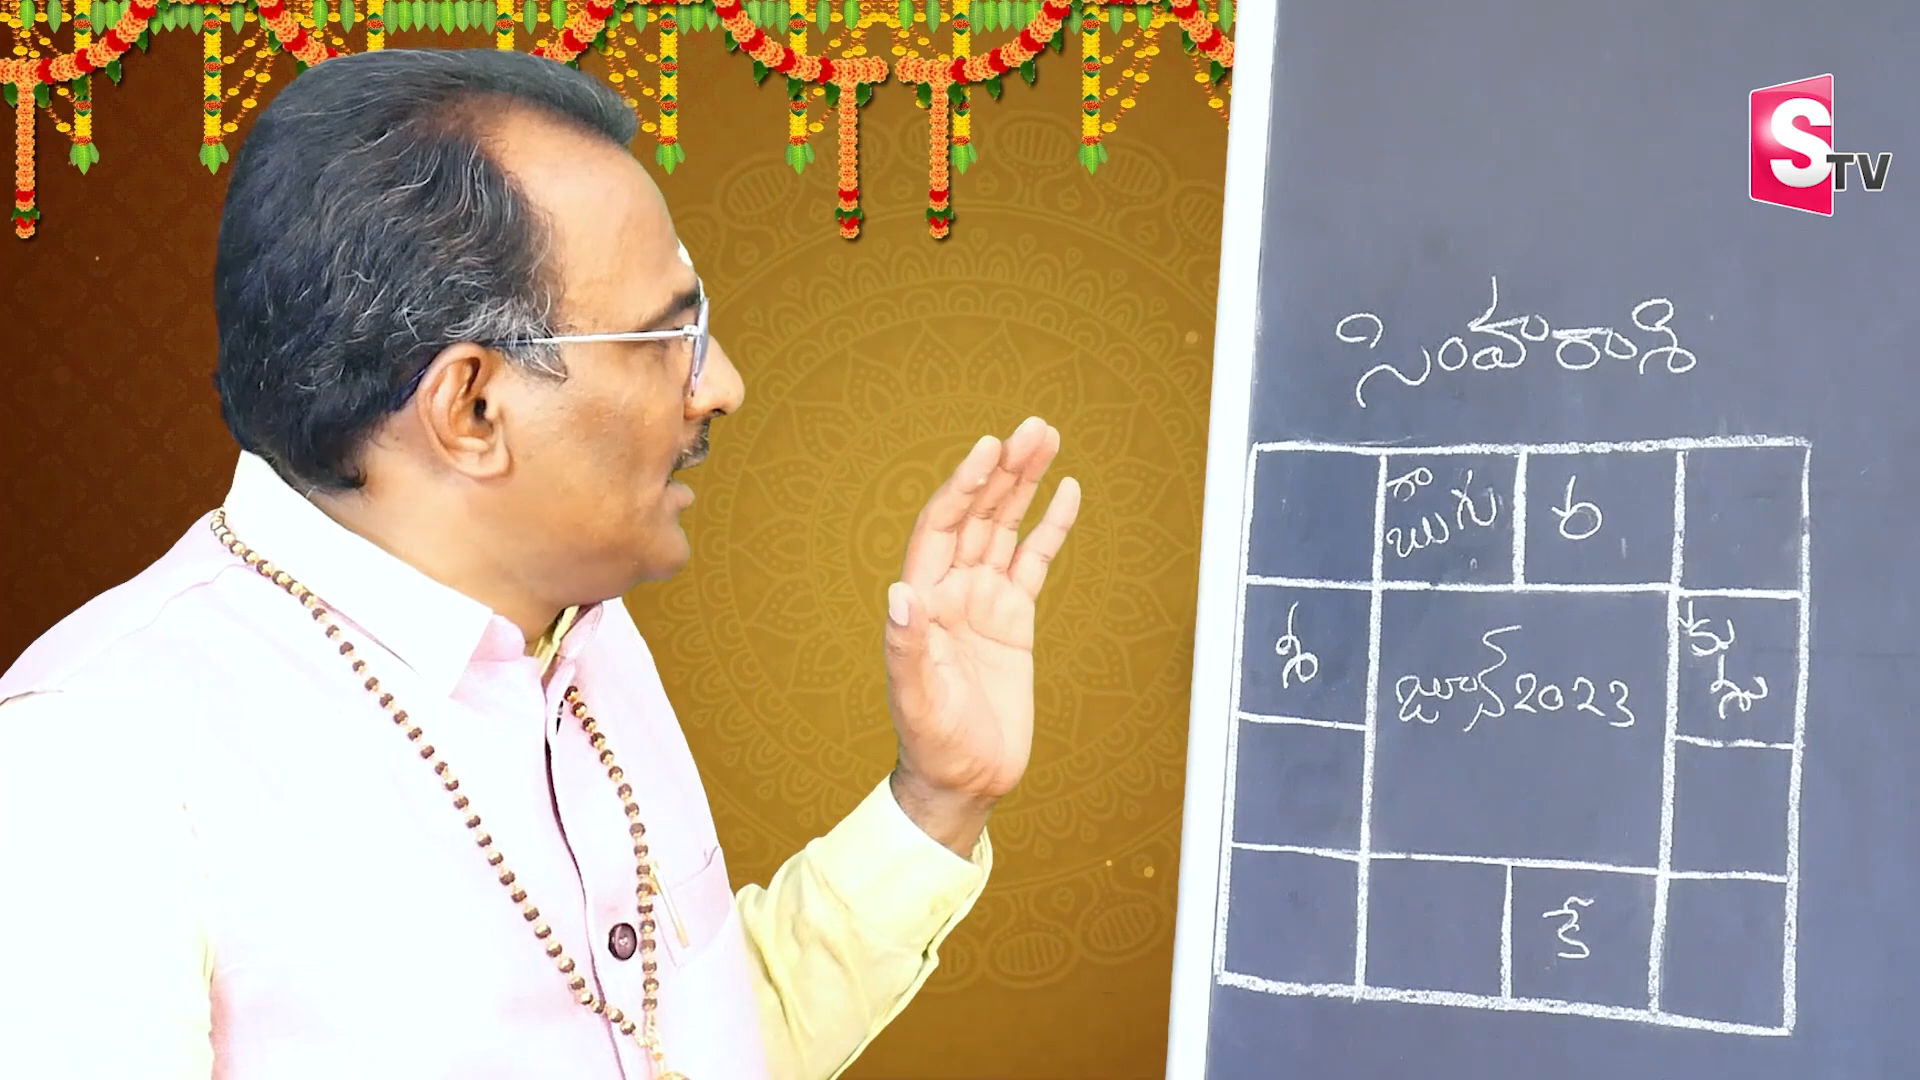 STV
సింహరాశి
రా
బు గు
ర
శ
కు
శు
జూన్ 2023
కే